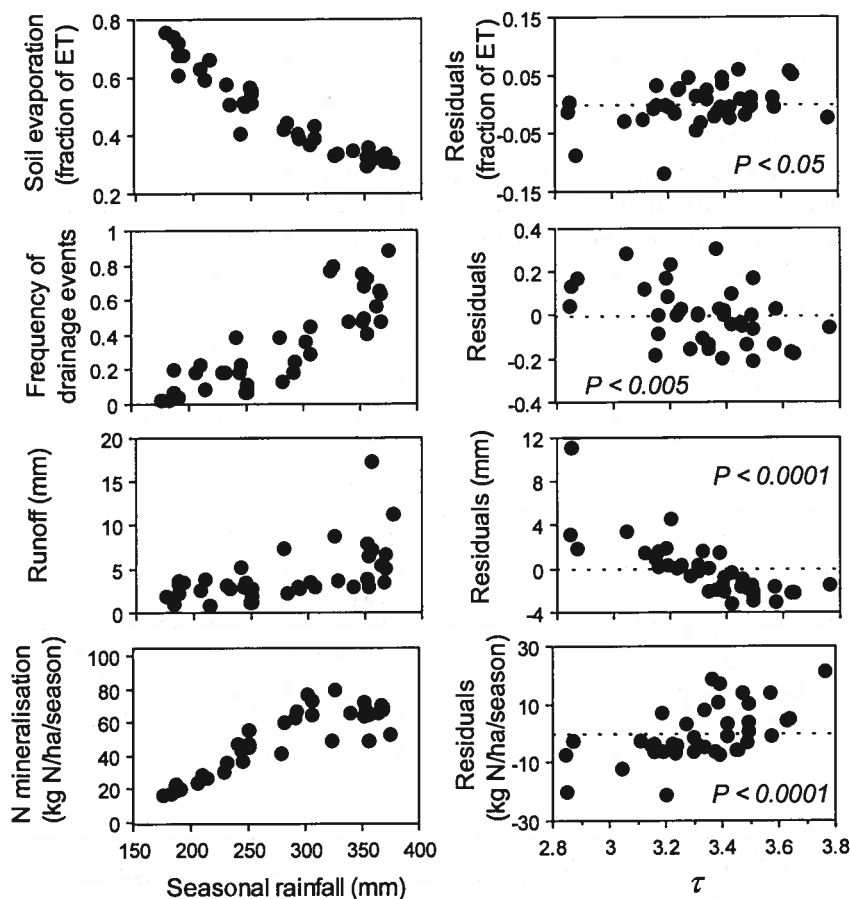 Soil evaporation
(fraction of ET)
0.8
0.6
0.4
0.2
Residuals
(fraction of ET)
0.15
0.05
-0.05
-0.15
P < 0.05
Frequency of
drainage events
1
0.8
0.6
0.4
0.2
0
Residuals
0.4
0.2
0
-0.2
-0.4
P < 0.005
Runoff (mm)
20
15
10
5
0
Residuals (mm)
12
8
4
0
-4
P < 0.0001
N mineralisation
(kg N/ha/season)
100
80
60
40
20
0
150 200 250 300 350 400
Seasonal rainfall (mm)
Residuals
(kg N/ha/season)
30
10
-10
-30
P < 0.0001
2.8 3 3.2 3.4 3.6 3.8
τ